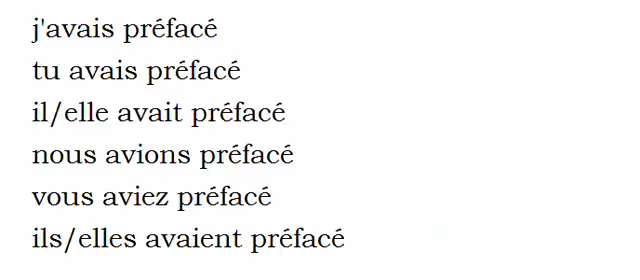 j'avais préfacé
tu avais préfacé
il/elle avait préfacé
nous avions préfacé
vous aviez préfacé
ils/elles avaient préfacé